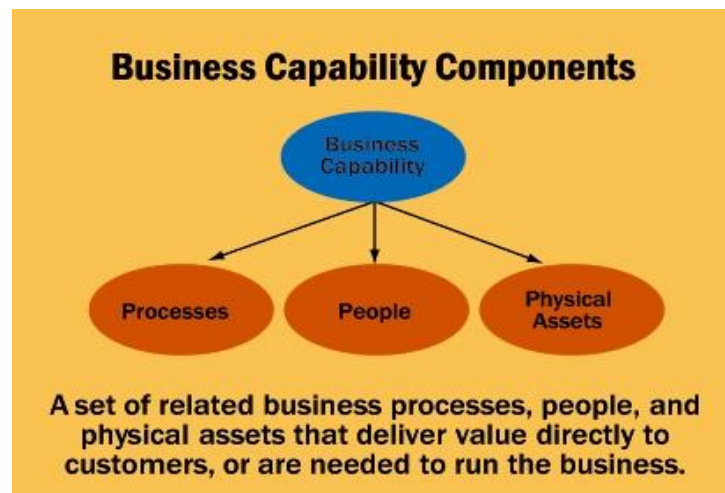 Business Capability Components
Business
Capability
Processes
People
Physical
Assets
A set of related business processes, people, and
physical assets that deliver value directly to
customers, or are needed to run the business.